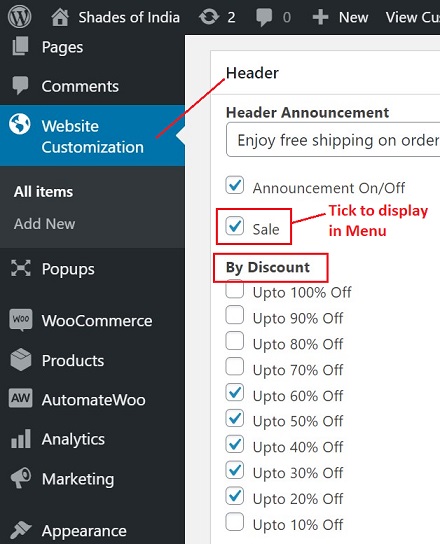 Shades of India 2 0 + New View Cu
Pages
Comments
Website
Customization
All items
Add New
Popups
Woo WooCommerce
Products
AW AutomateWoo
Analytics
Marketing
Appearance
Header
Header Announcement
Enjoy free shipping on order
Announcement On/Off
Sale
Tick to display
in Menu
By Discount
Upto 100% Off
Upto 90% Off
Upto 80% Off
Upto 70% Off
Upto 60% Off
Upto 50% Off
Upto 40% Off
Upto 30% Off
Upto 20% Off
Upto 10% Off